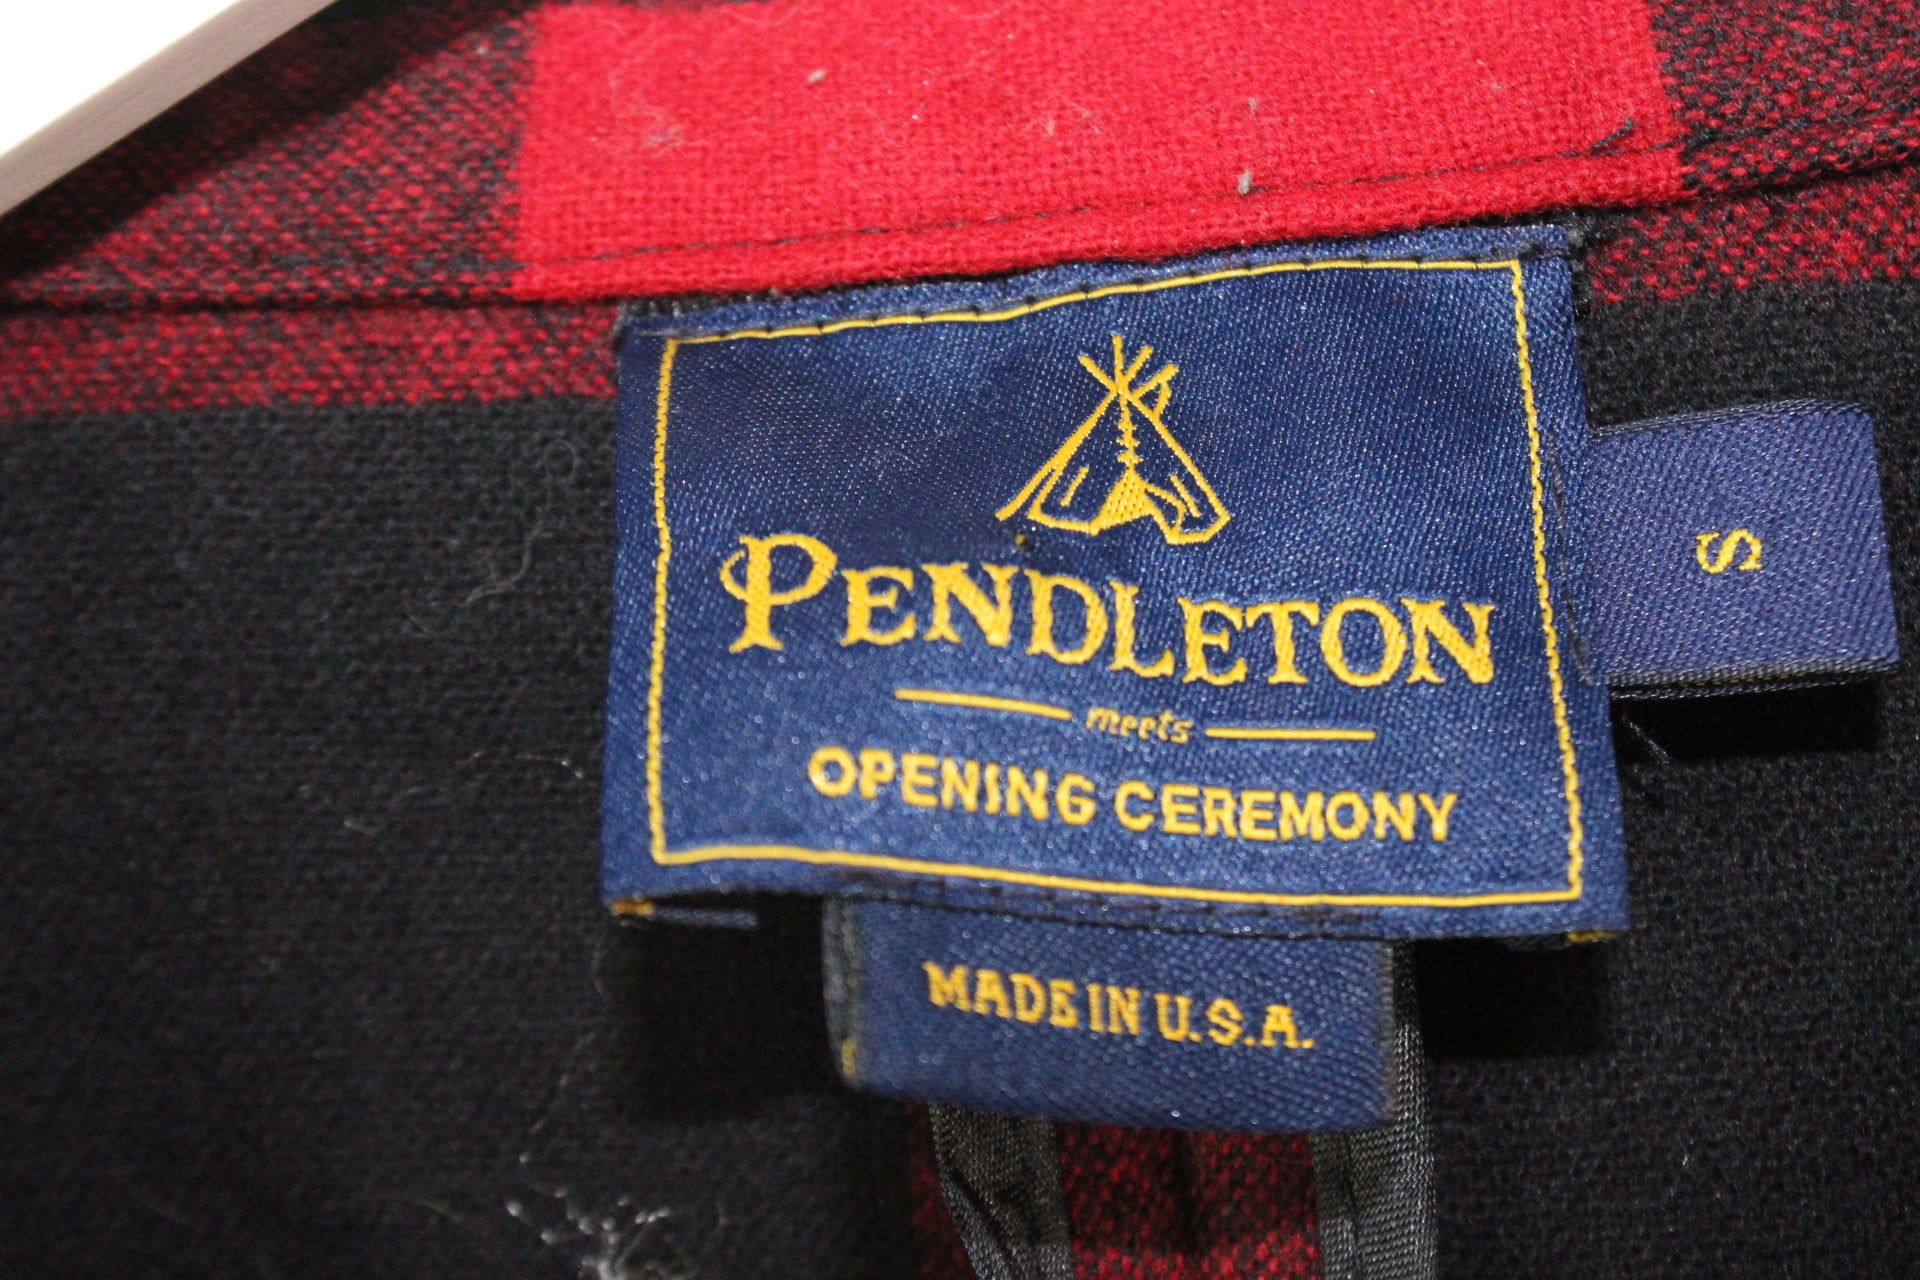 PENDLETON
meets
OPENING CEREMONY
S
MADE IN U.S.A.